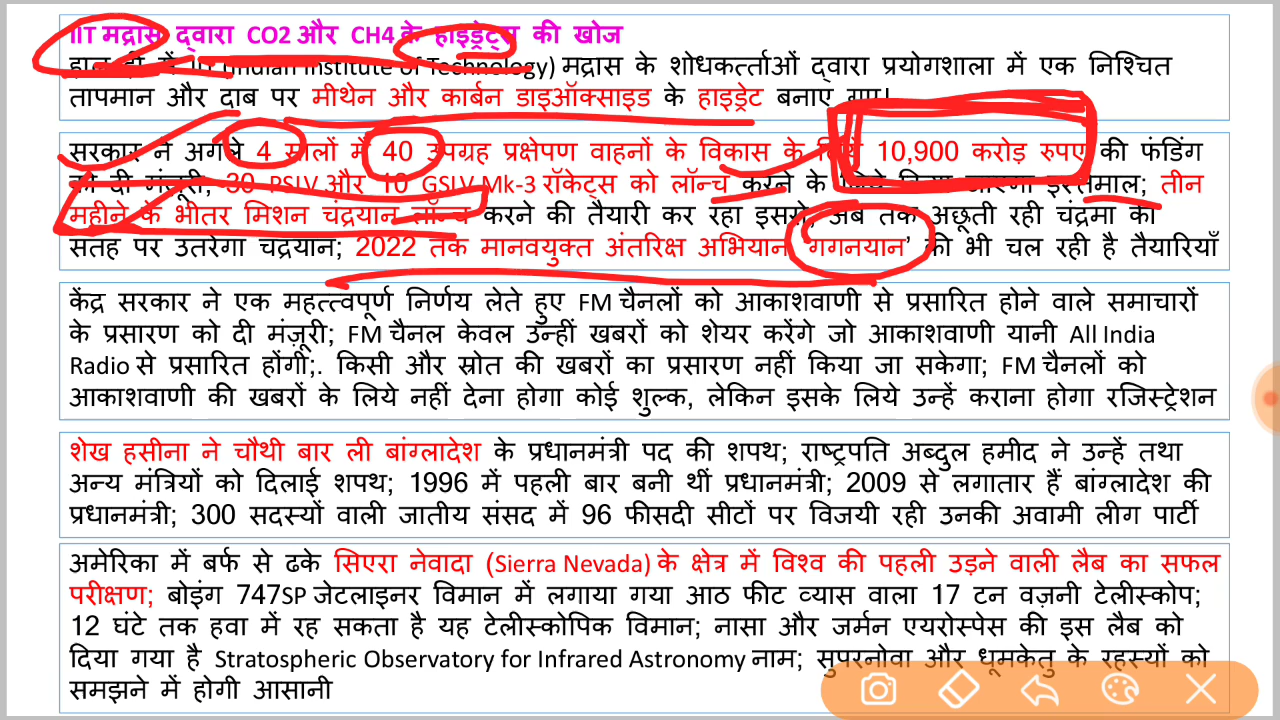 IIT मद्रास द्वारा CO2 और CH4 के हाइड्रेट्स की खोज
हाल ही में IIT (Indian Institute of Technology) मद्रास के शोधकर्त्ताओं द्वारा प्रयोगशाला में एक निश्चित
तापमान और दाब पर मीथेन और कार्बन डाइऑक्साइड के हाइड्रेट बनाए गए।
सरकार ने अगले 4 सालों में 40 उपग्रह प्रक्षेपण वाहनों के विकास के लिये 10,900 करोड़ रुपए की फंडिंग
को दी मंज़ूरी; 30 PSLV और 10 GSLV Mk-3 रॉकेट्स को लॉन्च करने के लिये किया जाएगा इस्तेमाल; तीन
महीने के भीतर मिशन चंद्रयान लॉन्च करने की तैयारी कर रहा इसरो; अब तक अछूती रही चंद्रमा की
सतह पर उतरेगा चंद्रयान; 2022 तक मानवयुक्त अंतरिक्ष अभियान 'गगनयान' की भी चल रही है तैयारियाँ
केंद्र सरकार ने एक महत्त्वपूर्ण निर्णय लेते हुए FM चैनलों को आकाशवाणी से प्रसारित होने वाले समाचारों
के प्रसारण को दी मंज़ूरी; FM चैनल केवल उन्हीं खबरों को शेयर करेंगे जो आकाशवाणी यानी All India
Radio से प्रसारित होंगी;. किसी और स्रोत की खबरों का प्रसारण नहीं किया जा सकेगा; FM चैनलों को
आकाशवाणी की खबरों के लिये नहीं देना होगा कोई शुल्क, लेकिन इसके लिये उन्हें कराना होगा रजिस्ट्रेशन
शेख हसीना ने चौथी बार ली बांग्लादेश के प्रधानमंत्री पद की शपथ; राष्ट्रपति अब्दुल हमीद ने उन्हें तथा
अन्य मंत्रियों को दिलाई शपथ; 1996 में पहली बार बनी थीं प्रधानमंत्री; 2009 से लगातार हैं बांग्लादेश की
प्रधानमंत्री; 300 सदस्यों वाली जातीय संसद में 96 फीसदी सीटों पर विजयी रही उनकी अवामी लीग पार्टी
अमेरिका में बर्फ से ढके सिएरा नेवादा (Sierra Nevada) के क्षेत्र में विश्व की पहली उड़ने वाली लैब का सफल
परीक्षण; बोइंग 747SP जेटलाइनर विमान में लगाया गया आठ फीट व्यास वाला 17 टन वज़नी टेलीस्कोप;
12 घंटे तक हवा में रह सकता है यह टेलीस्कोपिक विमान; नासा और जर्मन एयरोस्पेस की इस लैब को
दिया गया है Stratospheric Observatory for Infrared Astronomy नाम; सुपरनोवा और धूमकेतु के रहस्यों को
समझने में होगी आसानी